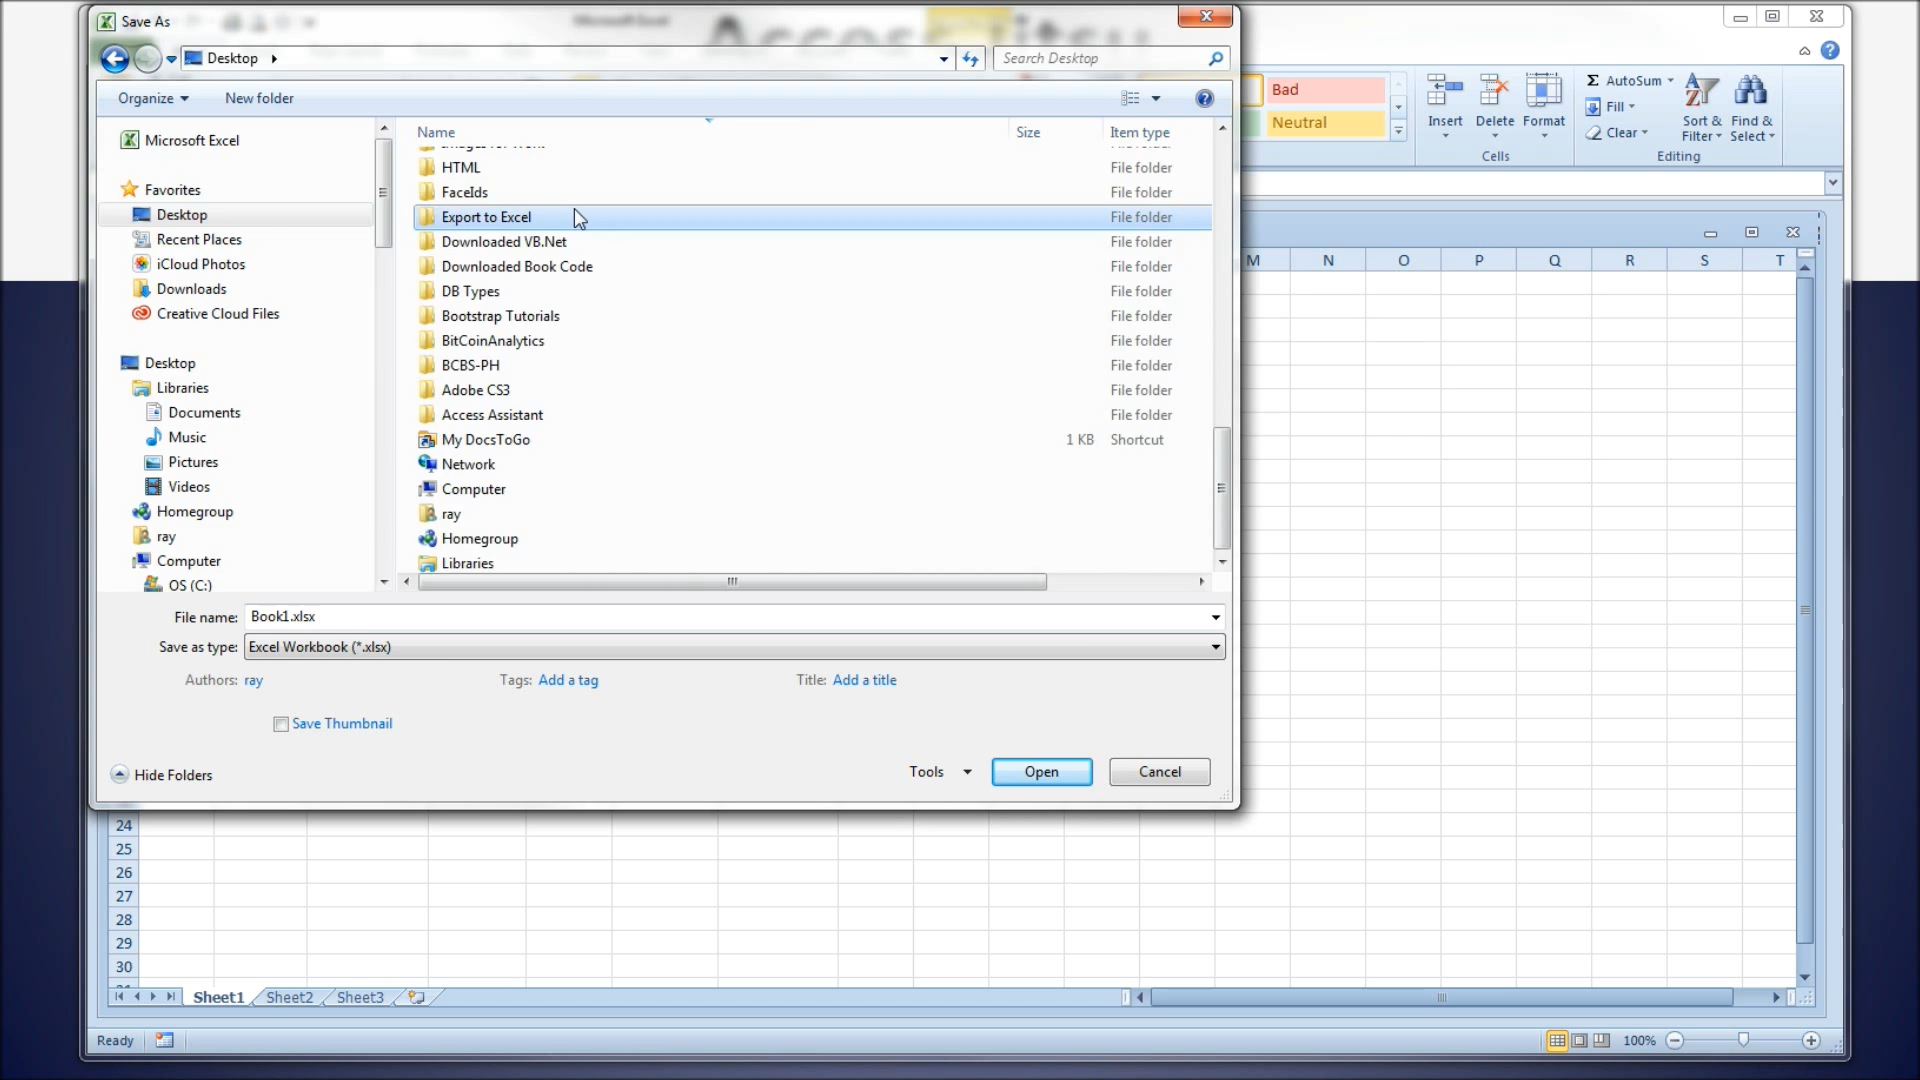 Save As
Microsoft Excel
Desktop
Search Desktop
Organize
New folder
Microsoft Excel
Favorites
Desktop
Recent Places
iCloud Photos
Downloads
Creative Cloud Files
Desktop
Libraries
Documents
Music
Pictures
Videos
Homegroup
ray
Computer
OS (C:)
Name Size Item type
HTML File folder
FaceIds File folder
Export to Excel File folder
Downloaded VB.Net File folder
Downloaded Book Code File folder
DB Types File folder
Bootstrap Tutorials File folder
BitCoinAnalytics File folder
BCBS-PH File folder
Adobe CS3 File folder
Access Assistant File folder
My DocsToGo 1 KB Shortcut
Network
Computer
ray
Homegroup
Libraries
File name: Book1.xlsx
Save as type: Excel Workbook (*.xlsx)
Authors: ray Tags: Add a tag Title: Add a title
Save Thumbnail
Hide Folders
Tools Open Cancel
Bad
Neutral
Insert Delete Format
Cells
Σ AutoSum
Fill
Clear
Sort & Filter
Find & Select
Editing
M N O P Q R S T
24
25
26
27
28
29
30
Sheet1 Sheet2 Sheet3
Ready
100%